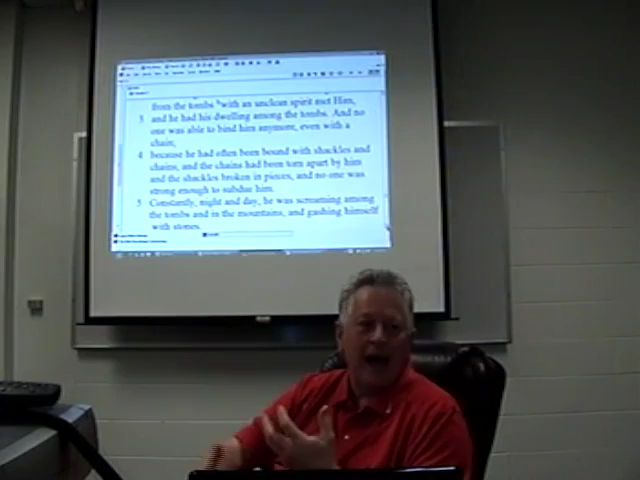 from the tombs with an unclean spirit met Him,
3 and he had his dwelling among the tombs. And no
one was able to bind him anymore, even with a
chain;
4 because he had often been bound with shackles and
chains, and the chains had been torn apart by him
and the shackles broken in pieces, and no one was
strong enough to subdue him.
5 Constantly, night and day, he was screaming among
the tombs and in the mountains, and gashing himself
with stones.